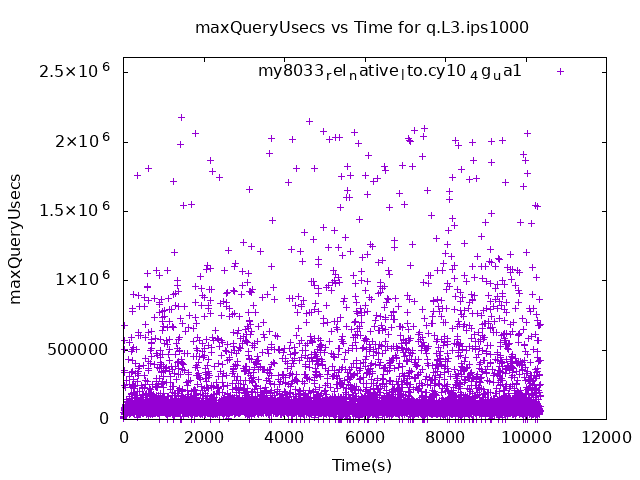 maxQueryUsecs vs Time for q.L3.ips1000
my8033_rel_native_lto.cy10_4g_ua1
maxQueryUsecs
2.5×10^6
2×10^6
1.5×10^6
1×10^6
500000
0
0 2000 4000 6000 8000 10000 12000
Time(s)